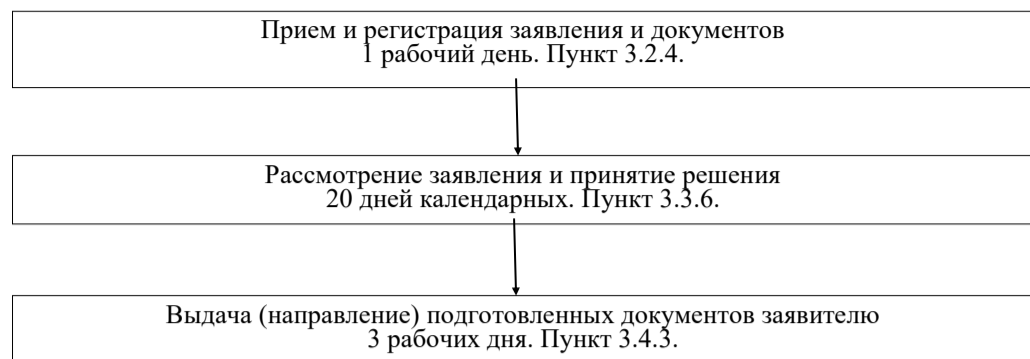 Прием и регистрация заявления и документов
1 рабочий день. Пункт 3.2.4.
Рассмотрение заявления и принятие решения
20 дней календарных. Пункт 3.3.6.
Выдача (направление) подготовленных документов заявителю
3 рабочих дня. Пункт 3.4.3.